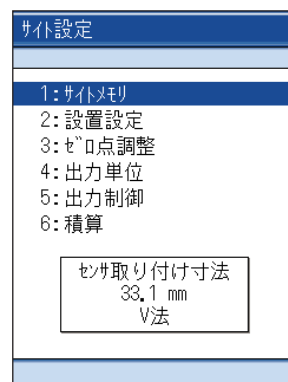 ｻｲﾄ設定
1:ｻｲﾄﾒﾓﾘ
2:設置設定
3:ｾﾞﾛ点調整
4:出力単位
5:出力制御
6:積算
ｾﾝｻ取り付け寸法
33.1 mm
V法